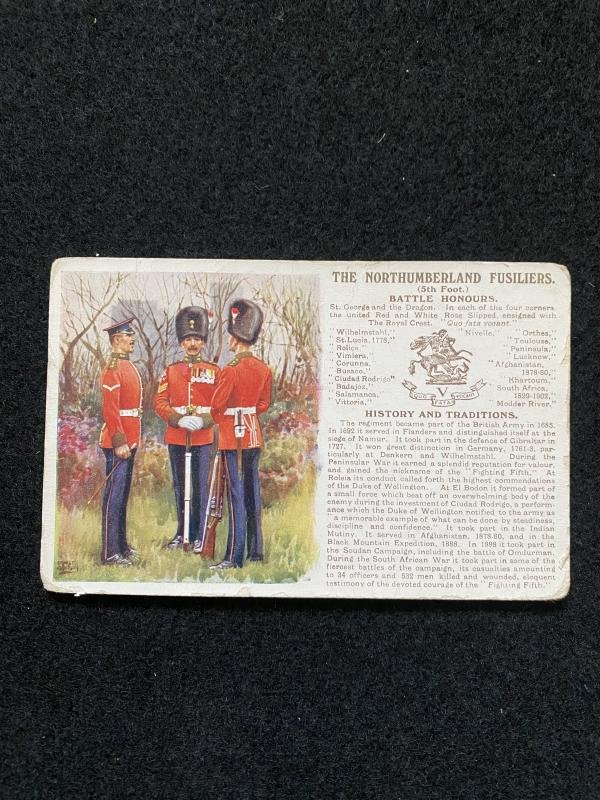 THE NORTHUMBERLAND FUSILIERS.
(5th Foot.)
BATTLE HONOURS.
St. George and the Dragon. In each of the four corners
the united Red and White Rose Slipped, ensigned with
The Royal Crest. "Quo fata vocant."
"Wilhelmstahl," "Nivelle," "Orthes,"
"St. Lucia, 1778," "Toulouse,"
"Rolica, "Peninsula,"
"Vimiera, "Lucknow,"
"Corunna, "Afghanistan,
"Busaco, 1878-80,
"Ciudad Rodrigo" "Khartoum,
"Badajoz, "South Africa,
"Salamanca, 1899-1902,"
"Vittoria," "Modder River."
QUO FATA VOCANT
V
HISTORY AND TRADITIONS.
The regiment became part of the British Army in 1685.
In 1692 it served in Flanders and distinguished itself at the
siege of Namur. It took part in the defence of Gibraltar in
1727. It won great distinction in Germany, 1761-3, par-
ticularly at Denkern and Wilhelmstahl. During the
Peninsular War it earned a splendid reputation for valour,
and gained the nickname of the "Fighting Fifth." At
Roleia its conduct called forth the highest commendations
of the Duke of Wellington. At El Bodon it formed part of
a small force which beat off an overwhelming body of the
enemy during the investment of Ciudad Rodrigo, a perform-
ance which the Duke of Wellington notified to the army as
"a memorable example of what can be done by steadiness,
discipline and confidence." It took part in the Indian
Mutiny. It served in Afghanistan, 1878-80, and in the
Black Mountain Expedition, 1888. In 1898 it took part in
the Soudan Campaign, including the battle of Omdurman.
During the South African War it took part in some of the
fiercest battles of the campaign, its casualties amounting
to 34 officers and 532 men killed and wounded, eloquent
testimony of the devoted courage of the "Fighting Fifth."